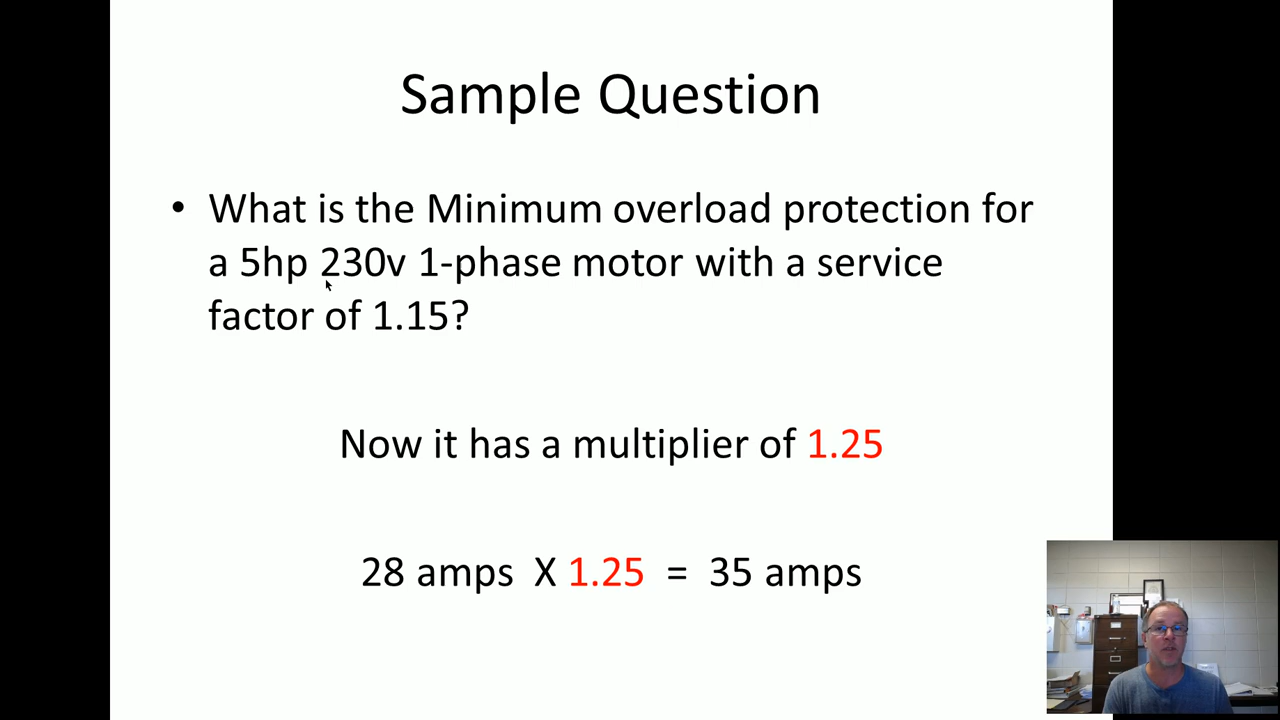 Sample Question
• What is the Minimum overload protection for
a 5hp 230v 1-phase motor with a service
factor of 1.15?
Now it has a multiplier of 1.25
28 amps X 1.25 = 35 amps